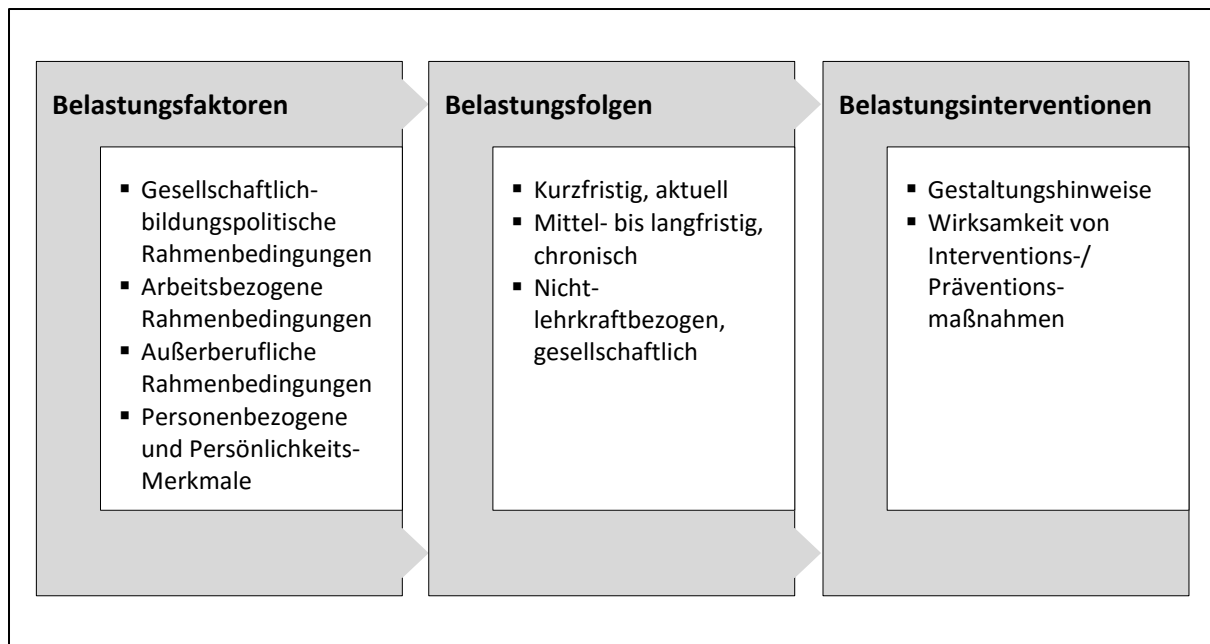 Belastungsfaktoren
▪ Gesellschaftlich-
bildungspolitische
Rahmenbedingungen
▪ Arbeitsbezogene
Rahmenbedingungen
▪ Außerberufliche
Rahmenbedingungen
▪ Personenbezogene
und Persönlichkeits-
Merkmale
Belastungsfolgen
▪ Kurzfristig, aktuell
▪ Mittel- bis langfristig,
chronisch
▪ Nicht-
lehrkraftbezogen,
gesellschaftlich
Belastungsinterventionen
▪ Gestaltungshinweise
▪ Wirksamkeit von
Interventions-/
Präventions-
maßnahmen